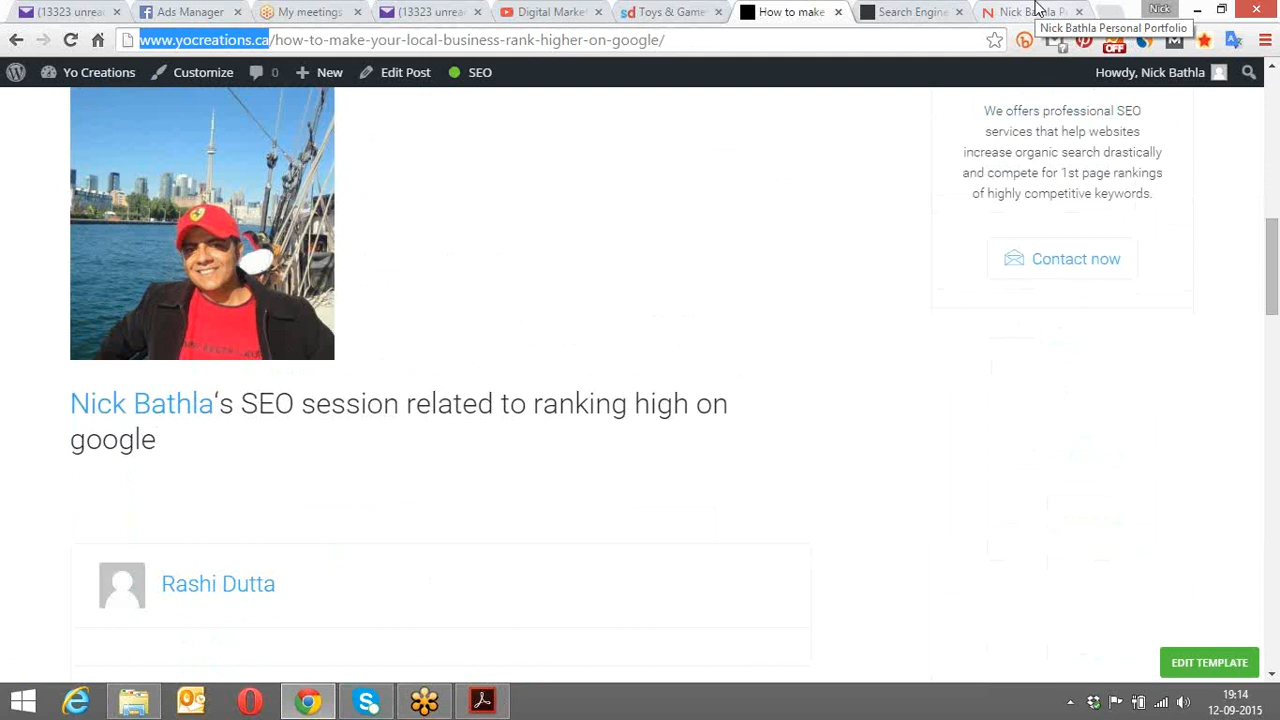 (13323 unrea
Ads Manager
My meetings
(13323 unrea
Digital Marke
Toys & Game
How to make
Search Engine
Nick Bathla P
Nick
www.yocreations.ca/how-to-ma business-rank-higher-on-google/
Nick Bathla Personal Portfolio
OFF
Yo Creations
Customize
0
New
Edit Post
SEO
Howdy, Nick Bathla
We offers professional SEO
services that help websites
increase organic search drastically
and compete for 1st page rankings
of highly competitive keywords.
Contact now
Nick Bathla‘s SEO session related to ranking high on
google
Rashi Dutta
EDIT TEMPLATE
19:14
12-09-2015